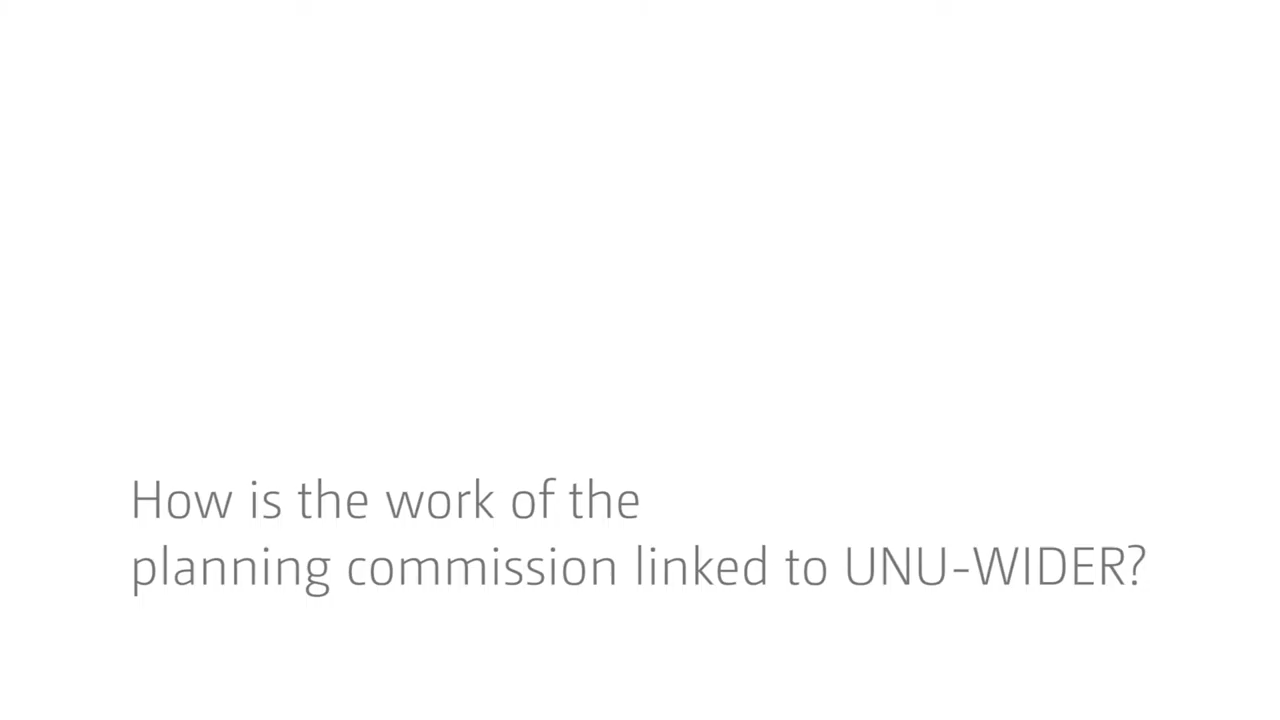 How is the work of the
planning commission linked to UNU-WIDER?